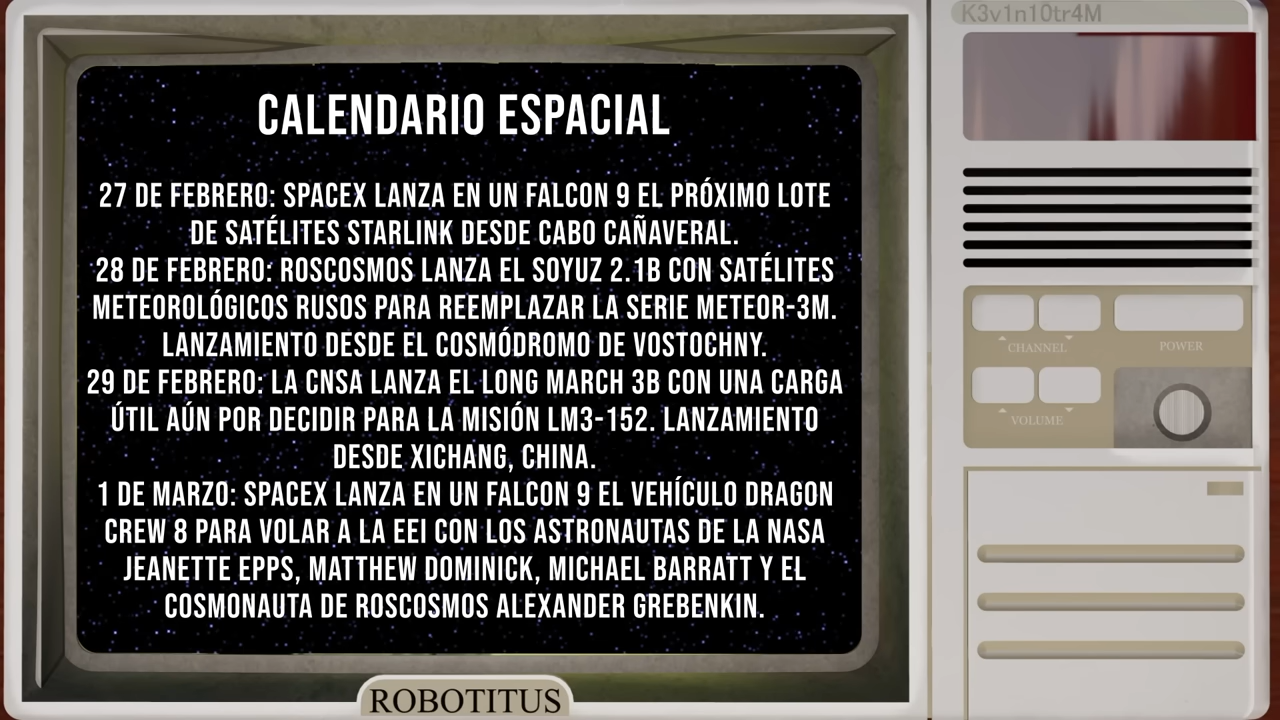 K3v1n10tr4M
CALENDARIO ESPACIAL
27 DE FEBRERO: SPACEX LANZA EN UN FALCON 9 EL PRÓXIMO LOTE
DE SATÉLITES STARLINK DESDE CABO CAÑAVERAL.
28 DE FEBRERO: ROSCOSMOS LANZA EL SOYUZ 2.1B CON SATÉLITES
METEOROLÓGICOS RUSOS PARA REEMPLAZAR LA SERIE METEOR-3M.
LANZAMIENTO DESDE EL COSMÓDROMO DE VOSTOCHNY.
29 DE FEBRERO: LA CNSA LANZA EL LONG MARCH 3B CON UNA CARGA
ÚTIL AÚN POR DECIDIR PARA LA MISIÓN LM3-152. LANZAMIENTO
DESDE XICHANG, CHINA.
1 DE MARZO: SPACEX LANZA EN UN FALCON 9 EL VEHÍCULO DRAGON
CREW 8 PARA VOLAR A LA EEI CON LOS ASTRONAUTAS DE LA NASA
JEANETTE EPPS, MATTHEW DOMINICK, MICHAEL BARRATT Y EL
COSMONAUTA DE ROSCOSMOS ALEXANDER GREBENKIN.
CHANNEL
POWER
VOLUME
ROBOTITUS